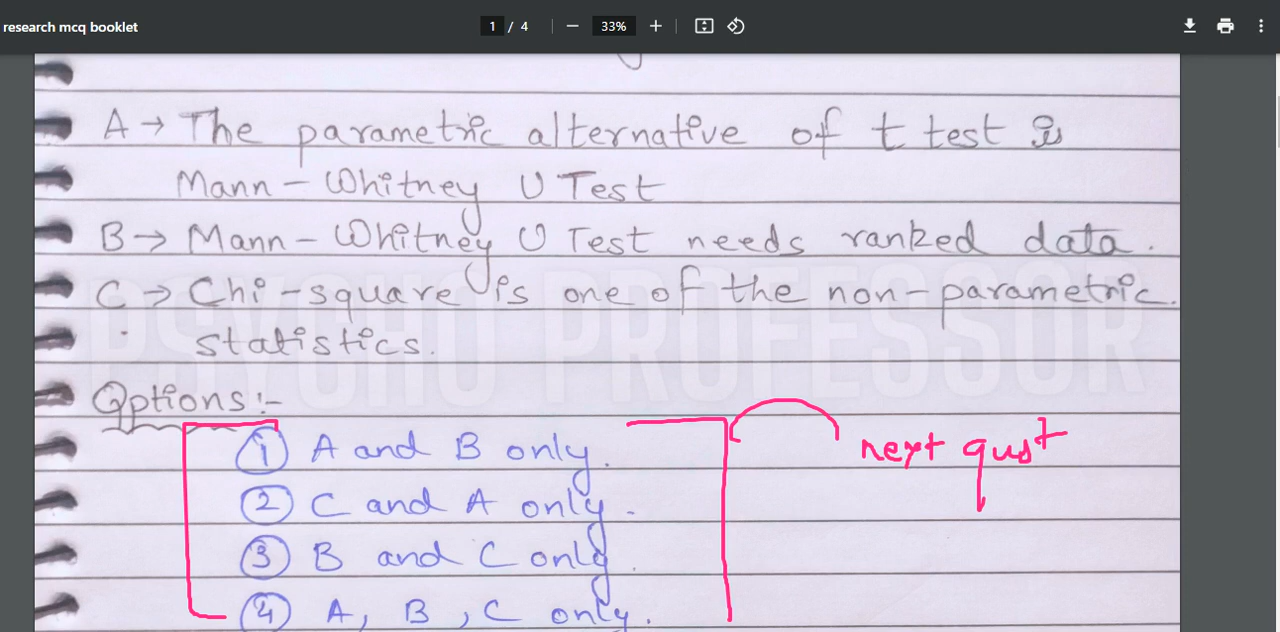 research mcq booklet
1 / 4
33%
A → The parametric alternative of t test is
Mann-Whitney U Test
B → Mann-Whitney U Test needs ranked data.
C → Chi-square is one of the non-parametric.
statistics.
PSYCHO PROFESSOR
Options:-
1 A and B only.
next qust
2 C and A only.
3 B and C only.
4 A, B, C only.